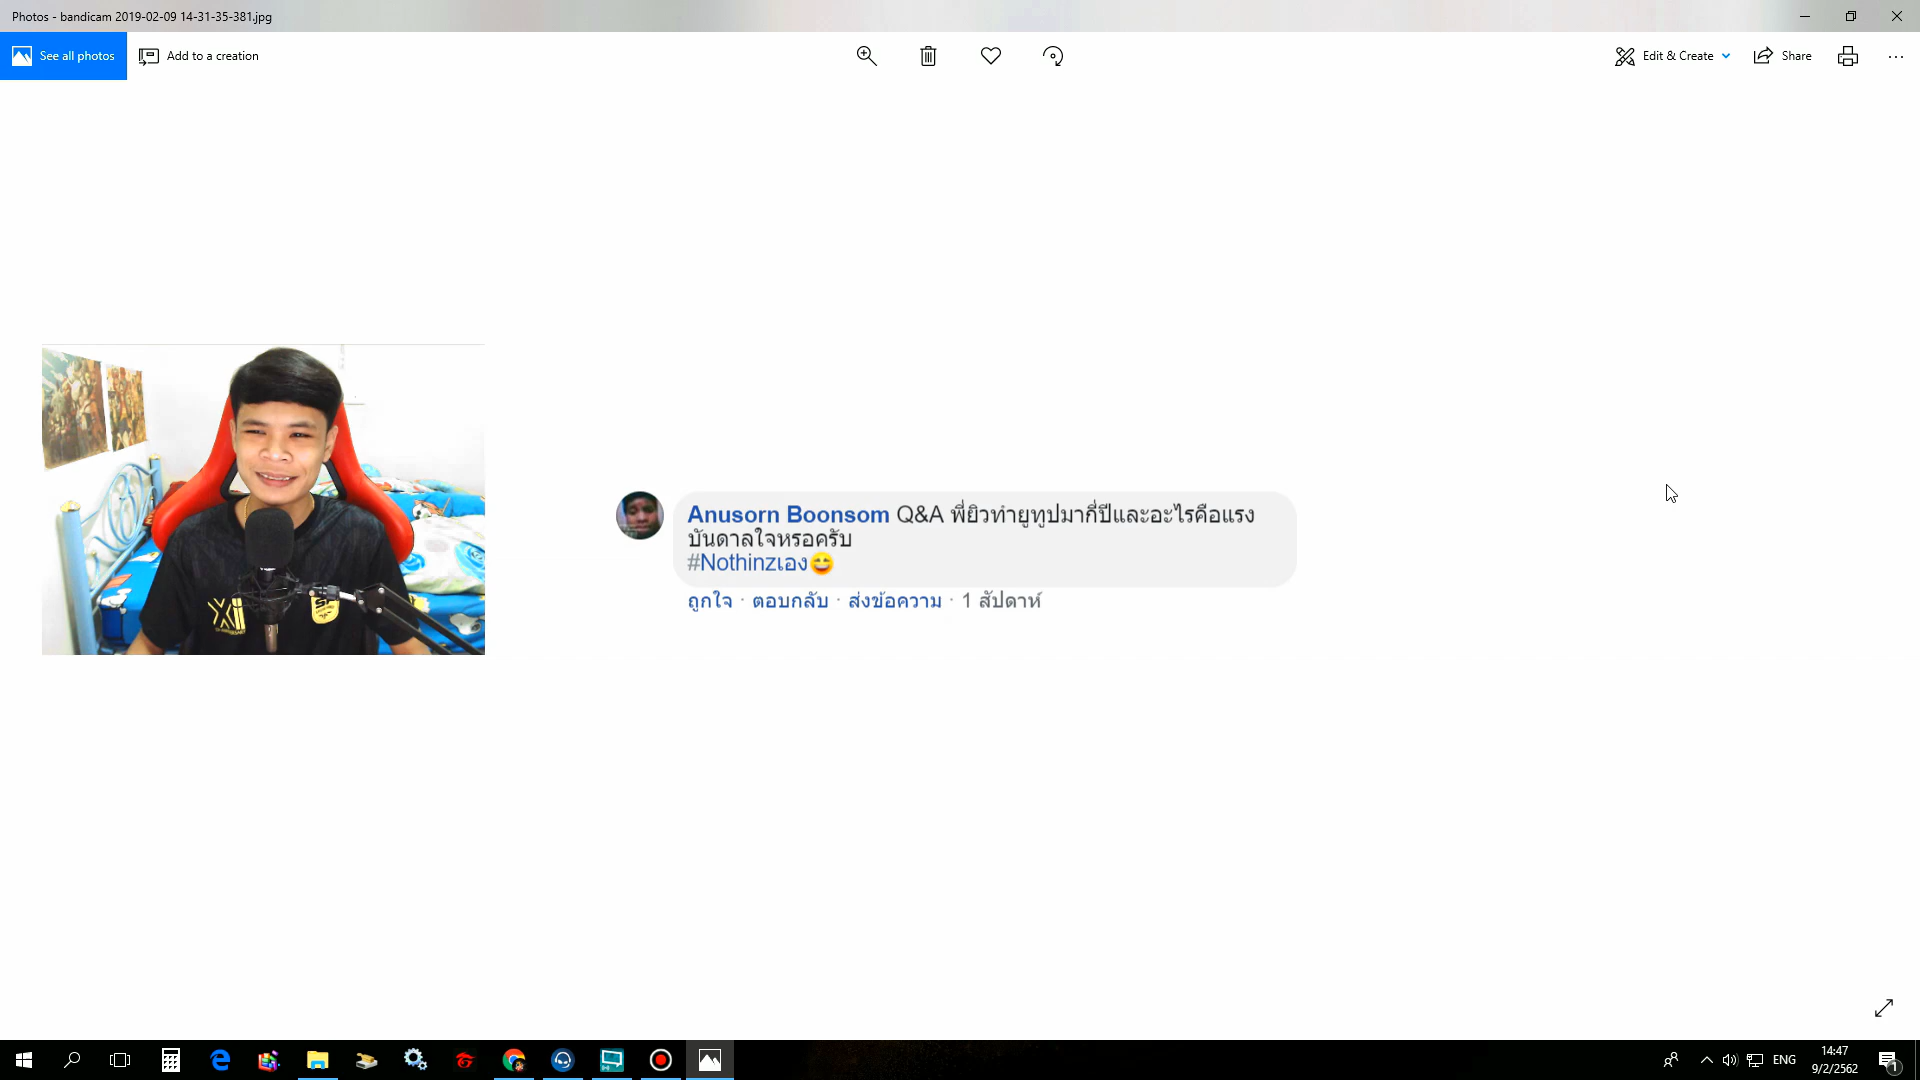 Photos - bandicam 2019-02-09 14-31-35-381.jpg
See all photos
Add to a creation
Edit & Create
Share
Anusorn Boonsom Q&A พี่ยิวทำยูทูปมากี่ปีและอะไรคือแรง
บันดาลใจหรอครับ
#Nothinzเอง😄
ถูกใจ · ตอบกลับ · ส่งข้อความ · 1 สัปดาห์
XI
ENG
14:47
9/2/2562
1